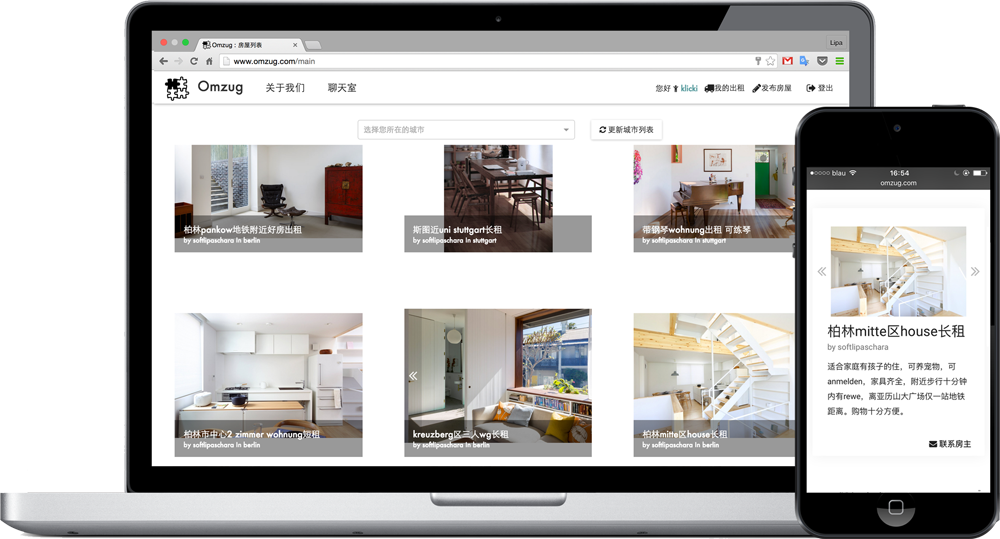 Omzug : 房屋列表
Lipa
www.omzug.com/main
Omzug
关于我们
聊天室
您好 klicki
我的出租
发布房屋
登出
选择您所在的城市
更新城市列表
柏林pankow地铁附近好房出租
by softlipaschara in berlin
斯图近uni stuttgart长租
by softlipaschara in stuttgart
带钢琴wohnung出租 可练琴
by softlipaschara in stuttgart
柏林市中心2 zimmer wohnung短租
by softlipaschara in berlin
kreuzberg区三人wg长租
by softlipaschara in berlin
柏林mitte区house长租
by softlipaschara in berlin
blau
16:54
omzug.com
柏林mitte区house长租
by softlipaschara
适合家庭有孩子的住，可养宠物，可
anmelden，家具齐全，附近步行十分钟
内有rewe，离亚历山大广场仅一站地铁
距离。购物十分方便。
联系房主